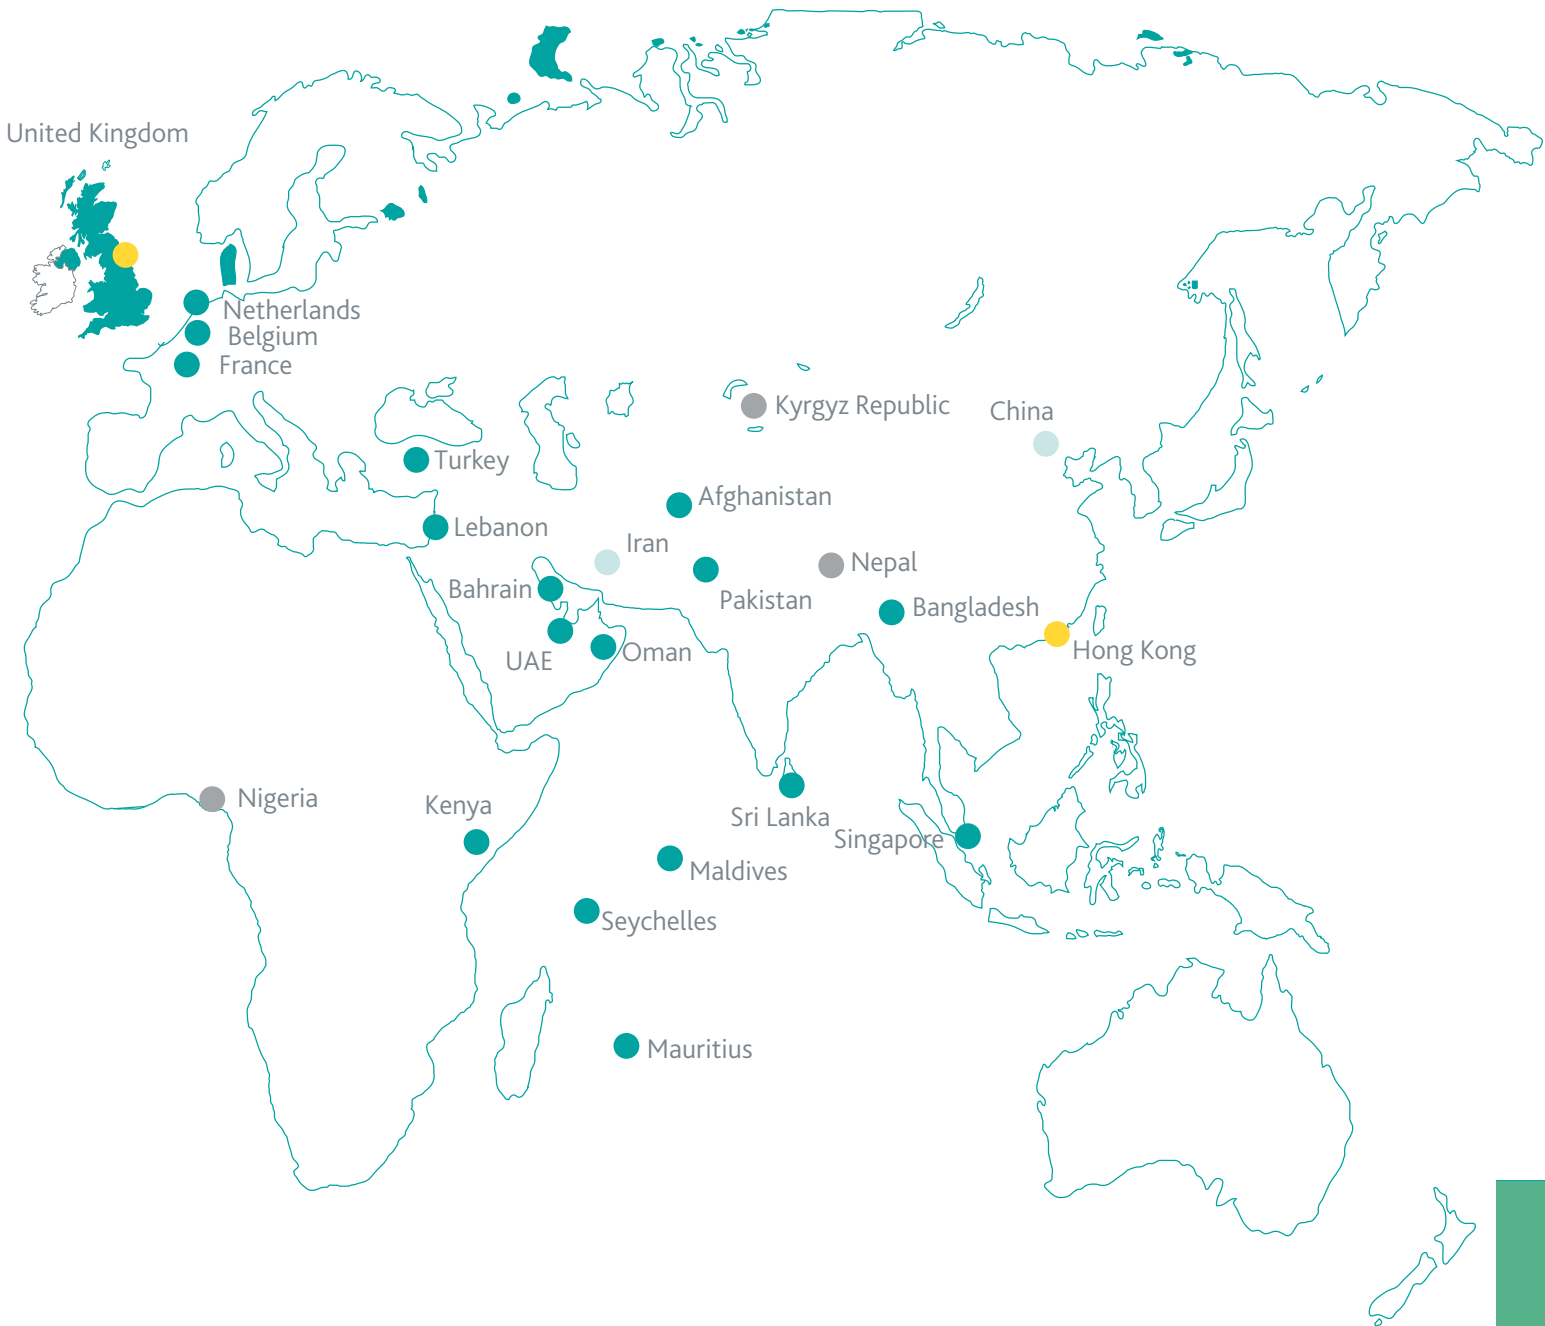 United Kingdom
Netherlands
Belgium
France
Kyrgyz Republic
China
Turkey
Afghanistan
Lebanon
Iran
Nepal
Bahrain
Pakistan
Bangladesh
UAE
Oman
Hong Kong
Nigeria
Kenya
Sri Lanka
Singapore
Maldives
Seychelles
Mauritius